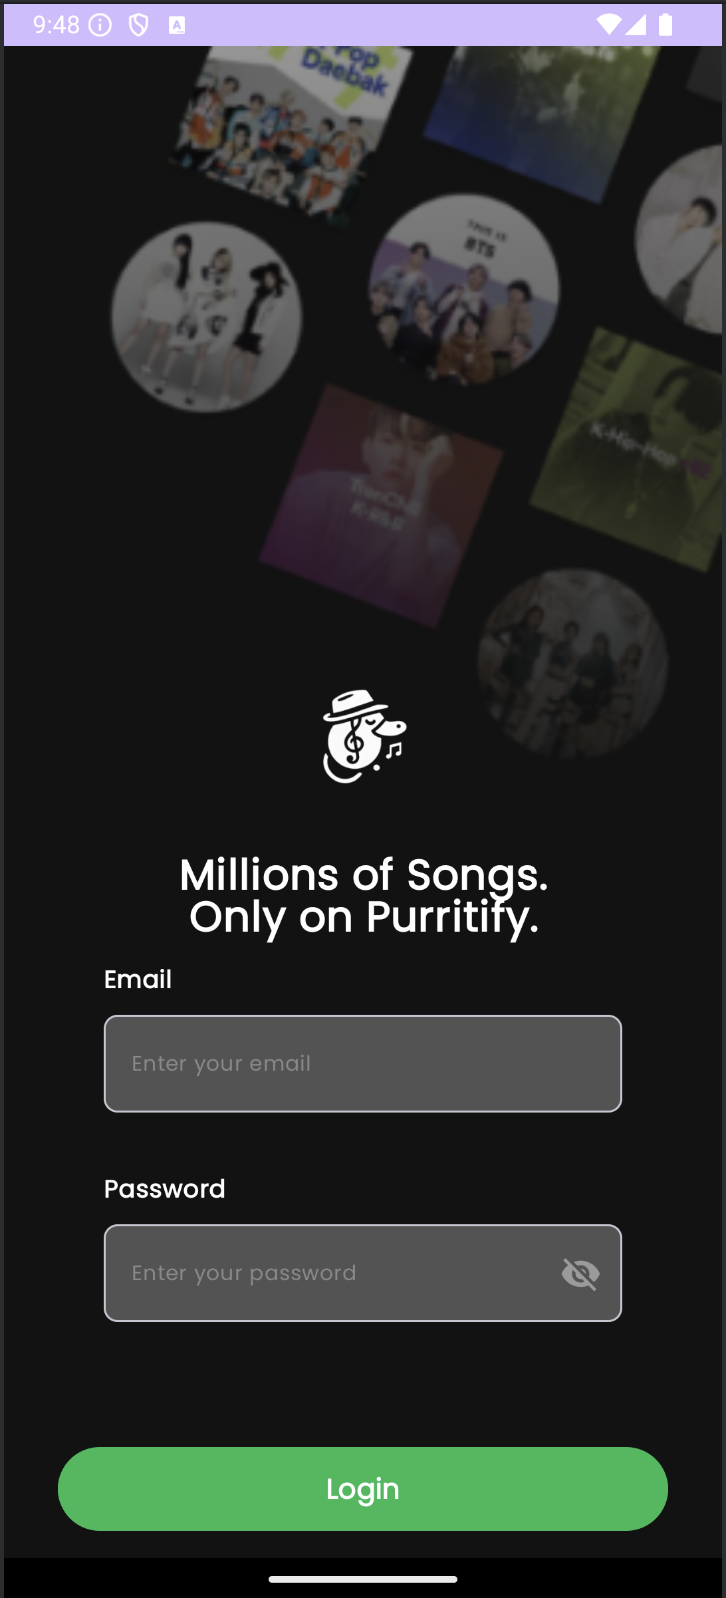 9:48
Pop
Daebak
THIS IS
BTS
K-Hip-Hop
K-R&B
Millions of Songs.
Only on Purritify.
Email
Enter your email
Password
Enter your password
Login